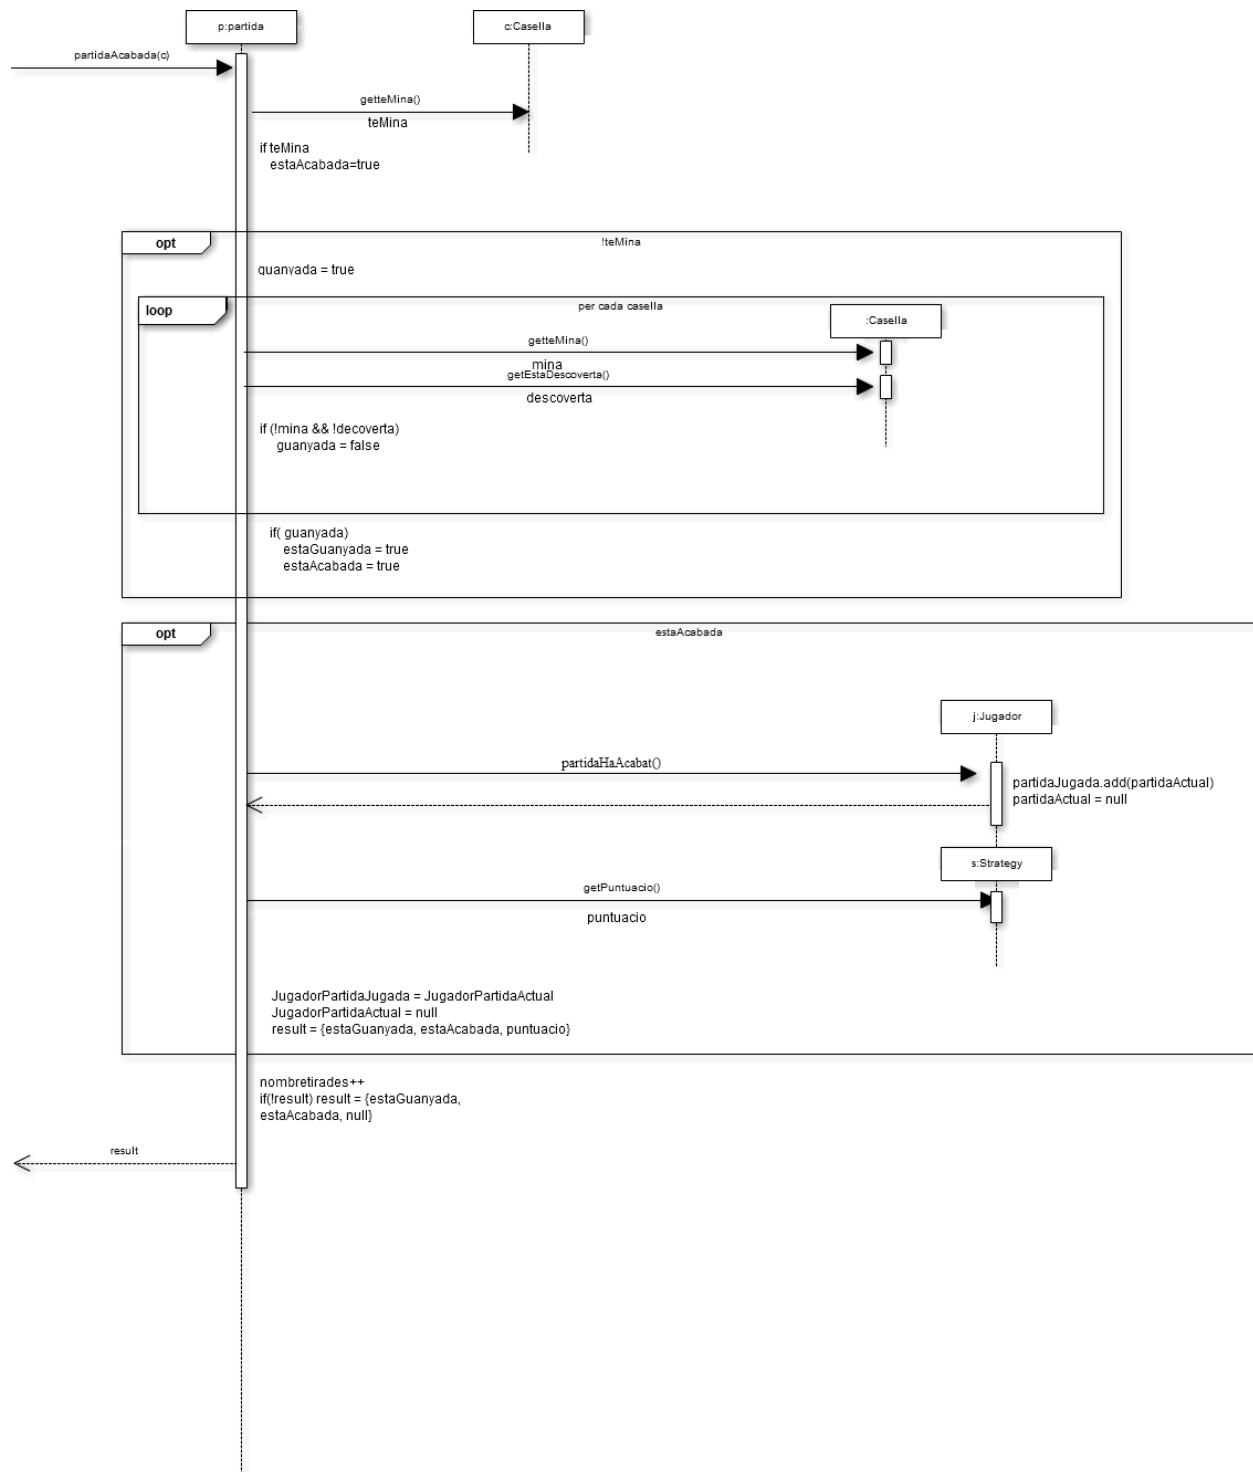 p:partida
c:Casella
partidaAcabada(c)
getteMina()
teMina
if teMina
estaAcabada=true
opt
!teMina
guanyada = true
loop
per cada casella
:Casella
getteMina()
mina
getEstaDescoverta()
descoverta
if (!mina && !decoverta)
guanyada = false
if( guanyada)
estaGuanyada = true
estaAcabada = true
opt
estaAcabada
j:Jugador
partidaHaAcabat()
partidaJugada.add(partidaActual)
partidaActual = null
s:Strategy
getPuntuacio()
puntuacio
JugadorPartidaJugada = JugadorPartidaActual
JugadorPartidaActual = null
result = {estaGuanyada, estaAcabada, puntuacio}
nombretirades++
if(!result) result = {estaGuanyada,
estaAcabada, null}
result